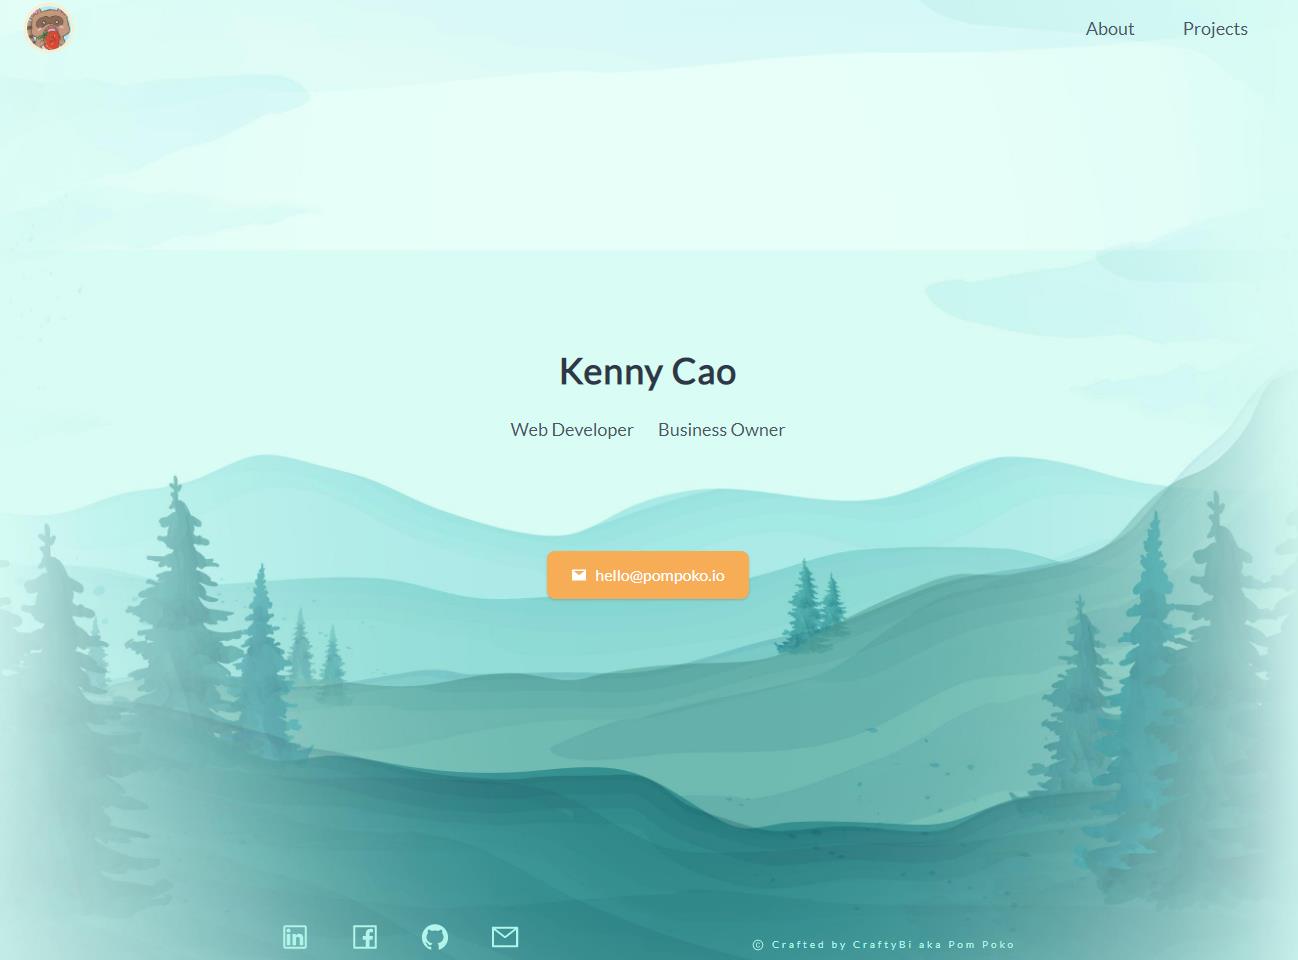 About Projects
Kenny Cao
Web Developer Business Owner
hello@pompoko.io
© Crafted by CraftyBi aka Pom Poko